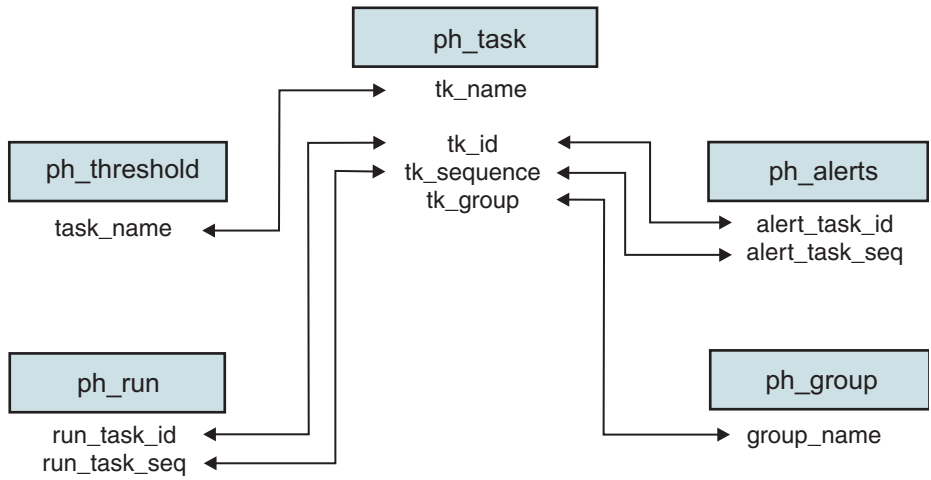 ph_task
tk_name
tk_id
tk_sequence
tk_group
ph_threshold
task_name
ph_alerts
alert_task_id
alert_task_seq
ph_run
run_task_id
run_task_seq
ph_group
group_name